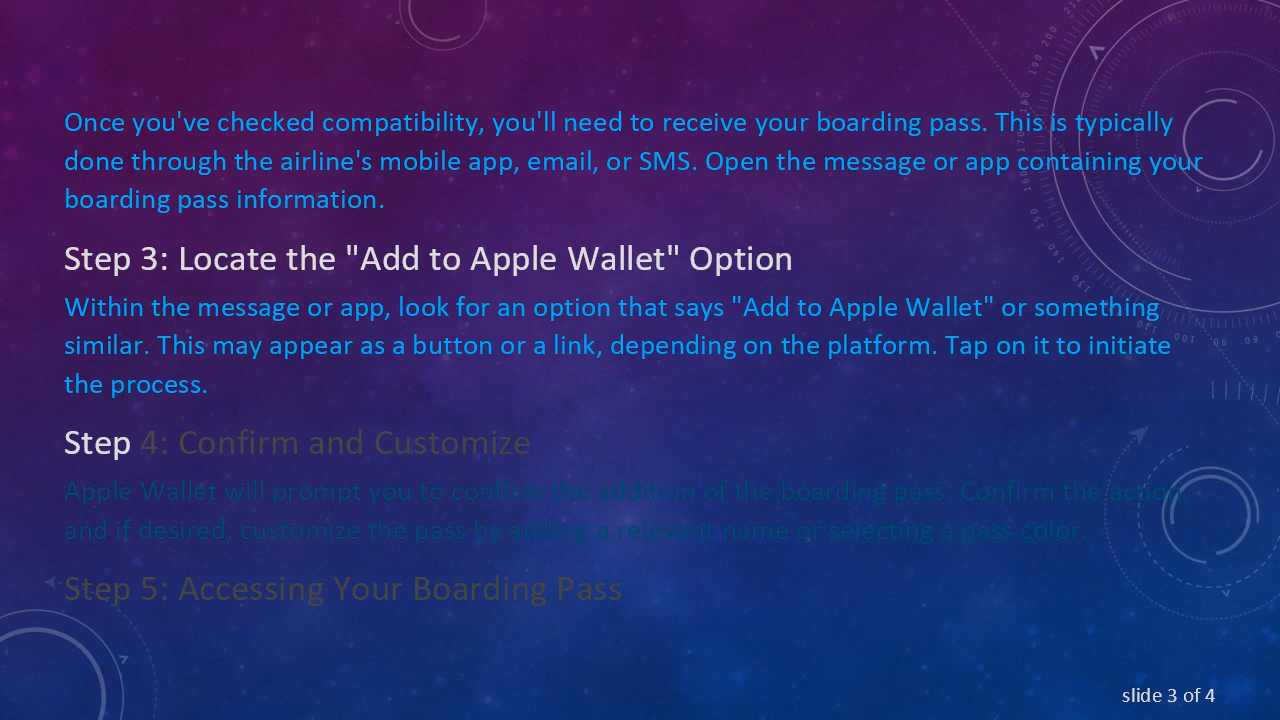 Once you've checked compatibility, you'll need to receive your boarding pass. This is typically
done through the airline's mobile app, email, or SMS. Open the message or app containing your
boarding pass information.
Step 3: Locate the "Add to Apple Wallet" Option
Within the message or app, look for an option that says "Add to Apple Wallet" or something
similar. This may appear as a button or a link, depending on the platform. Tap on it to initiate
the process.
Step 4: Confirm and Customize
Apple Wallet will prompt you to confirm the addition of the boarding pass. Confirm the action,
and if desired, customize the pass by adding a relevant name or selecting a pass color.
Step 5: Accessing Your Boarding Pass
slide 3 of 4